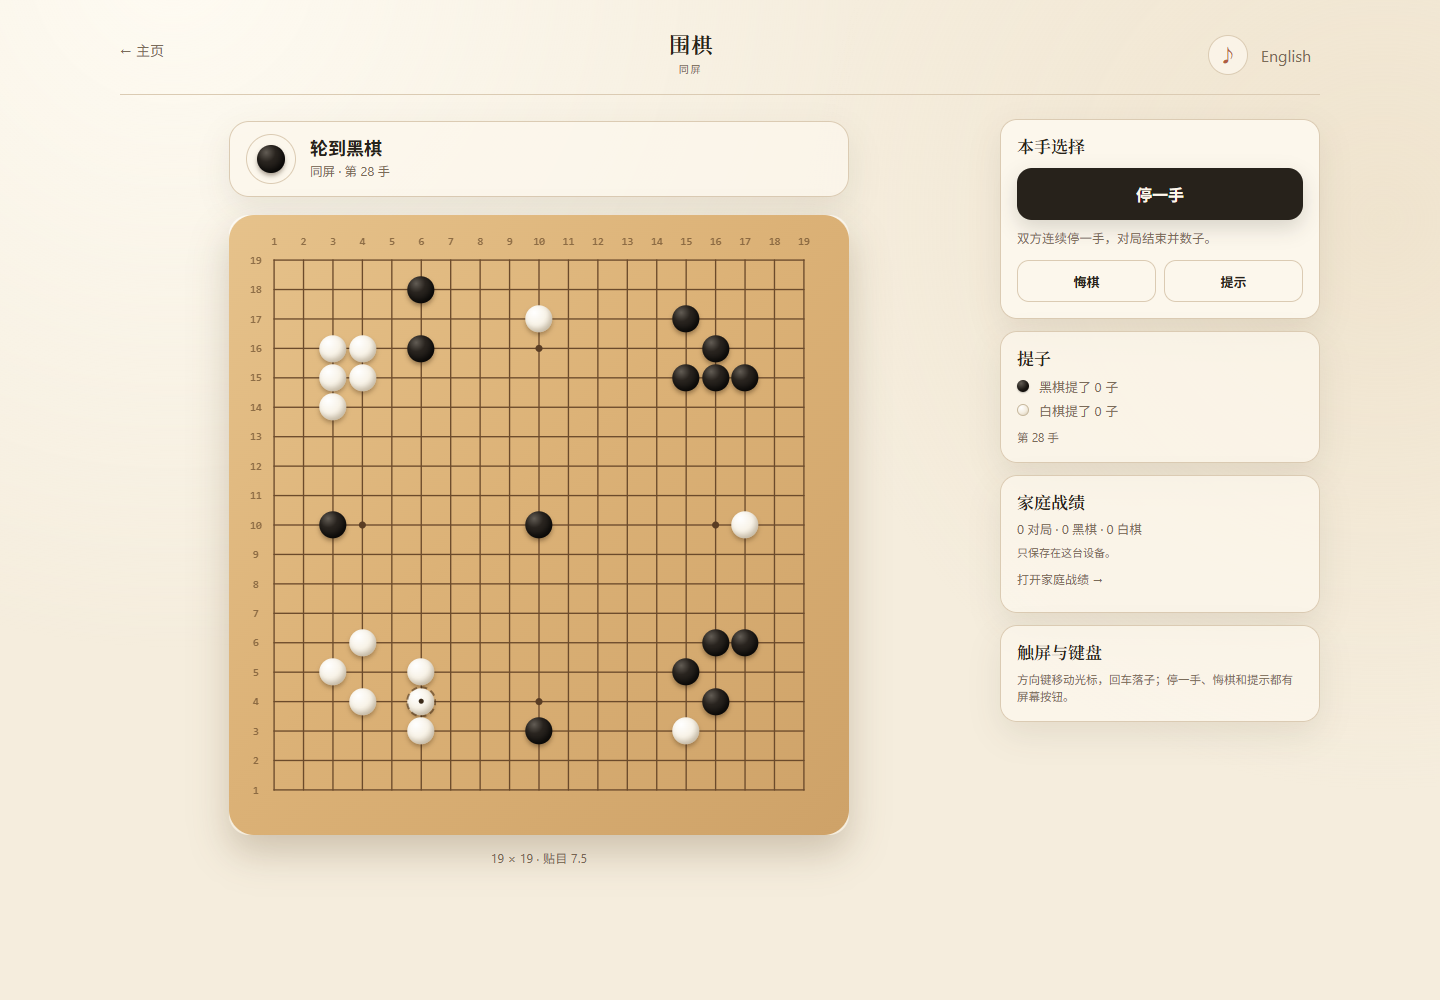 ← 主页
围棋
同屏
♪
English
轮到黑棋
同屏 · 第 28 手
1 2 3 4 5 6 7 8 9 10 11 12 13 14 15 16 17 18 19
19
18
17
16
15
14
13
12
11
10
9
8
7
6
5
4
3
2
1
19 × 19 · 贴目 7.5
本手选择
停一手
双方连续停一手，对局结束并数子。
悔棋
提示
提子
黑棋提了 0 子
白棋提了 0 子
第 28 手
家庭战绩
0 对局 · 0 黑棋 · 0 白棋
只保存在这台设备。
打开家庭战绩 →
触屏与键盘
方向键移动光标，回车落子；停一手、悔棋和提示都有
屏幕按钮。